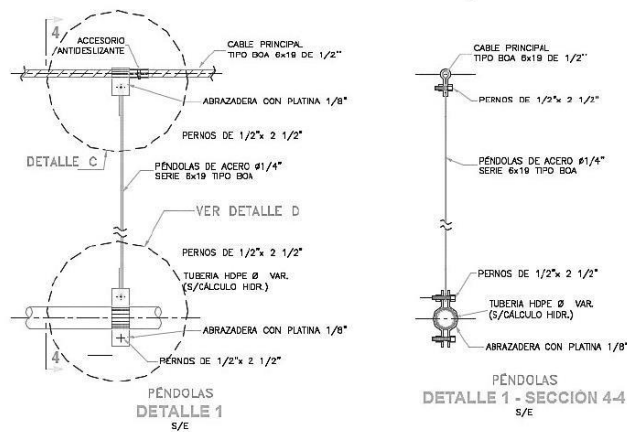 4
ACCESORIO
ANTIDESLIZANTE
CABLE PRINCIPAL
TIPO BOA 6x19 DE 1/2"
ABRAZADERA CON PLATINA 1/8"
PERNOS DE 1/2"x 2 1/2"
DETALLE C
PÉNDOLAS DE ACERO Ø1/4"
SERIE 6x19 TIPO BOA
VER DETALLE D
PERNOS DE 1/2"x 2 1/2"
TUBERIA HDPE Ø VAR.
(S/CÁLCULO HIDR.)
ABRAZADERA CON PLATINA 1/8"
4
PERNOS DE 1/2"x 2 1/2"
PÉNDOLAS
DETALLE 1
S/E
CABLE PRINCIPAL
TIPO BOA 6x19 DE 1/2"
PERNOS DE 1/2"x 2 1/2"
PÉNDOLAS DE ACERO Ø1/4"
SERIE 6x19 TIPO BOA
PERNOS DE 1/2"x 2 1/2"
TUBERIA HDPE Ø VAR.
(S/CÁLCULO HIDR.)
ABRAZADERA CON PLATINA 1/8"
PÉNDOLAS
DETALLE 1 - SECCIÓN 4-4
S/E